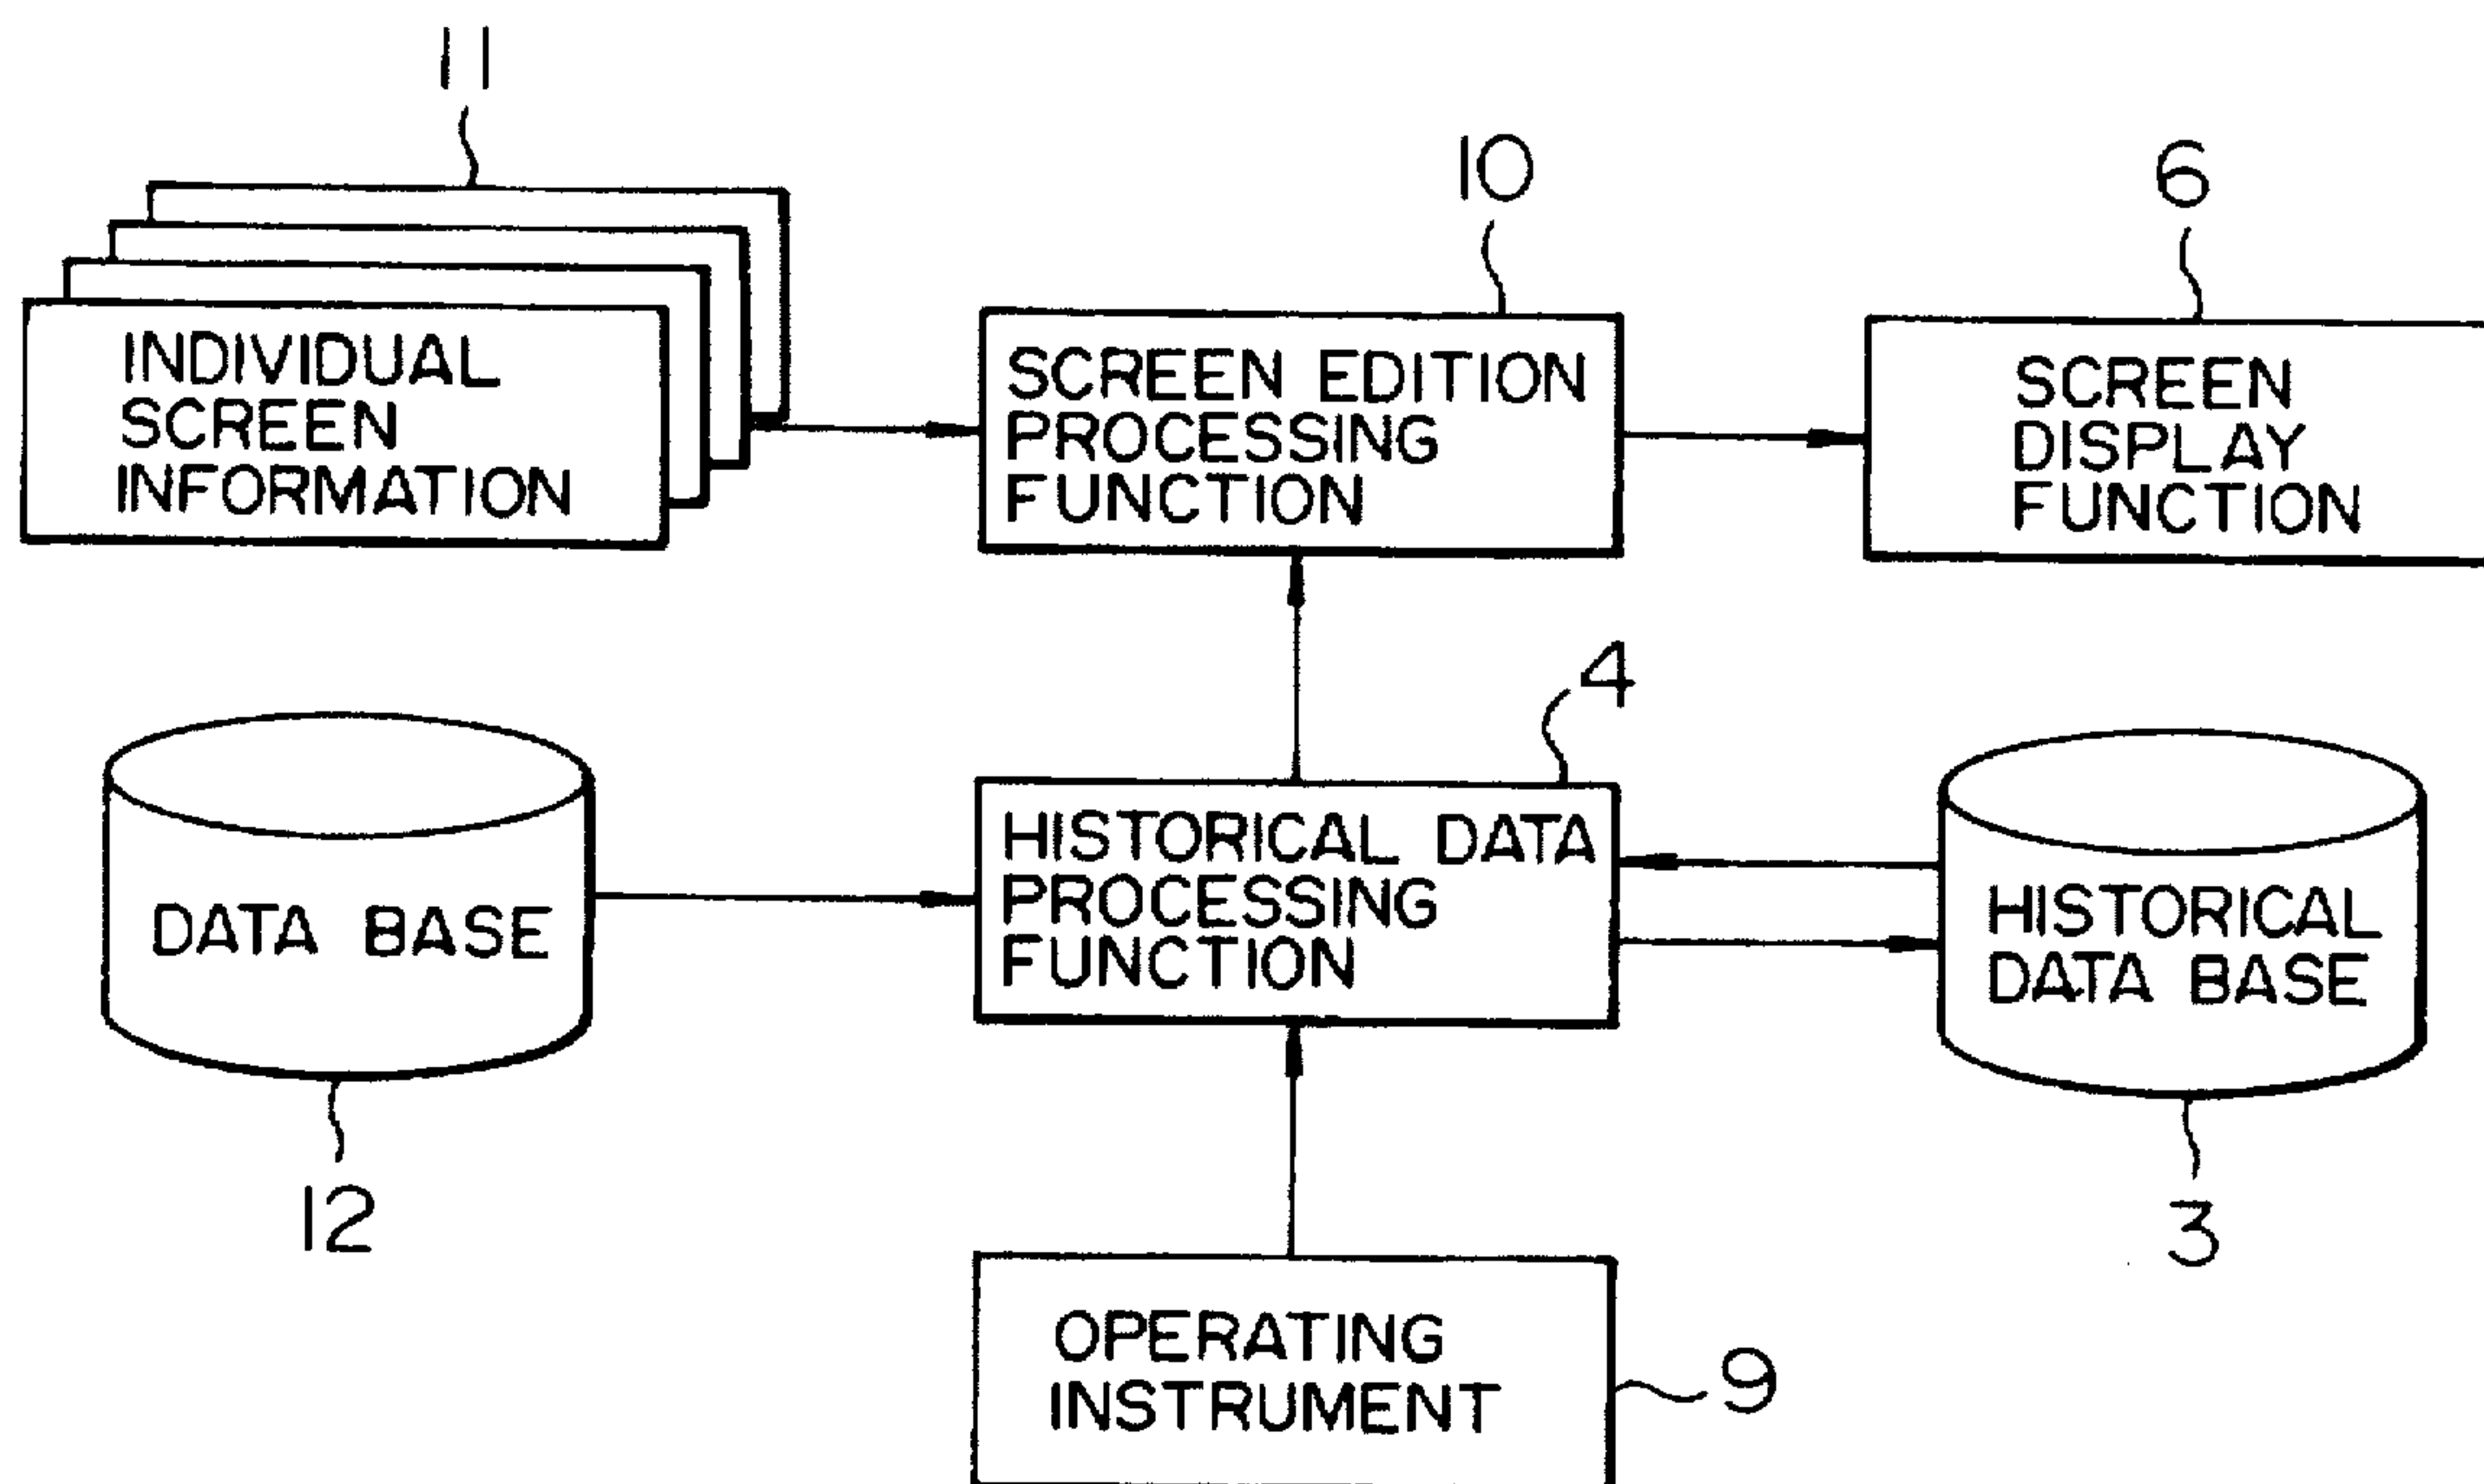 11
10
6
INDIVIDUAL
SCREEN
INFORMATION
SCREEN EDITION
PROCESSING
FUNCTION
SCREEN
DISPLAY
FUNCTION
4
DATA BASE
HISTORICAL DATA
PROCESSING
FUNCTION
HISTORICAL
DATA BASE
12
3
OPERATING
INSTRUMENT
9